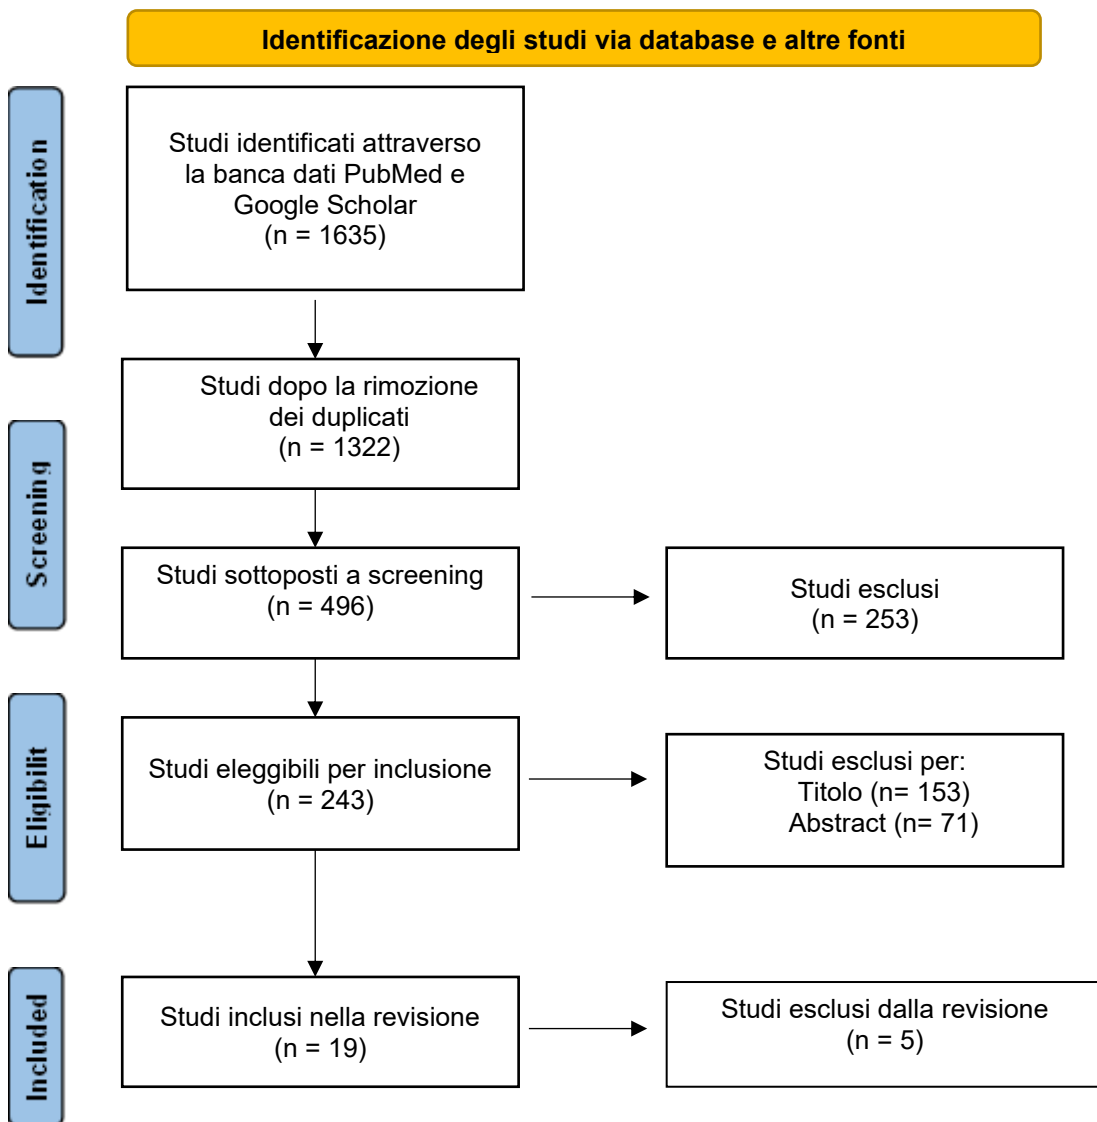 Identificazione degli studi via database e altre fonti
Identification
Studi identificati attraverso
la banca dati PubMed e
Google Scholar
(n = 1635)
Studi dopo la rimozione
dei duplicati
(n = 1322)
Screening
Studi sottoposti a screening
(n = 496)
Studi esclusi
(n = 253)
Eligibilit
Studi eleggibili per inclusione
(n = 243)
Studi esclusi per:
Titolo (n= 153)
Abstract (n= 71)
Included
Studi inclusi nella revisione
(n = 19)
Studi esclusi dalla revisione
(n = 5)